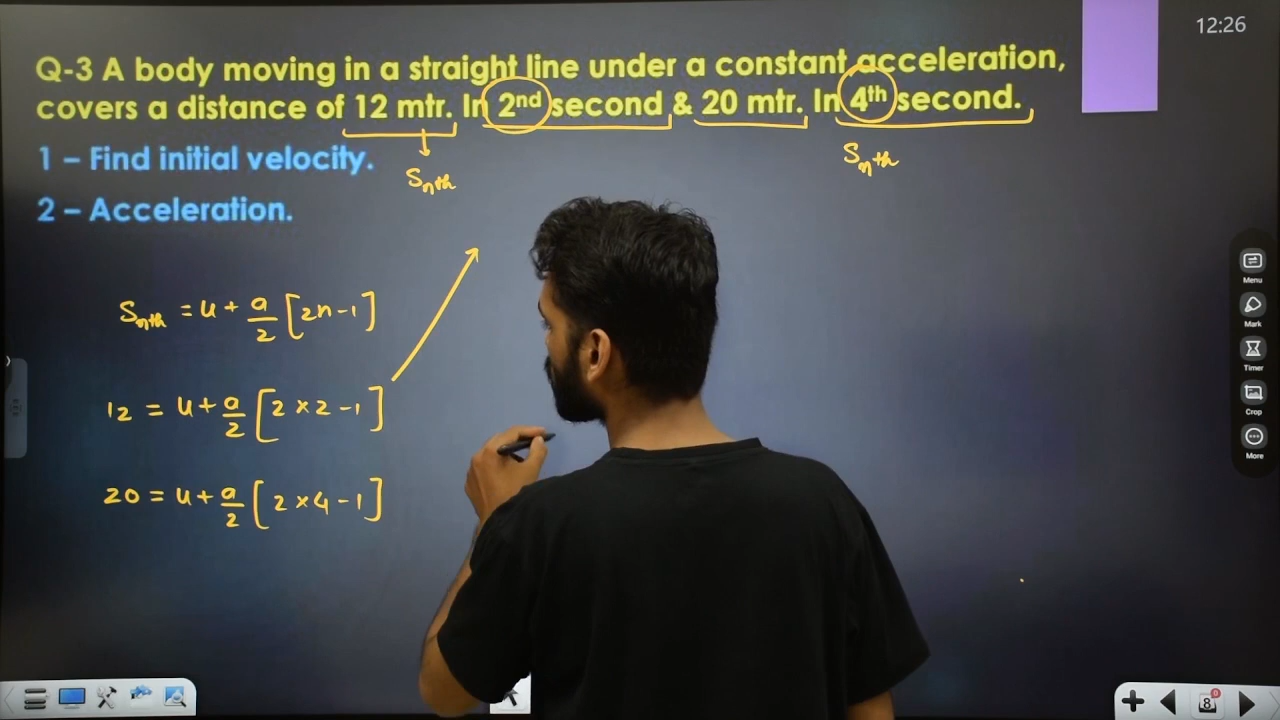 12:26
Q-3 A body moving in a straight line under a constant acceleration,
covers a distance of 12 mtr. In 2nd second & 20 mtr. In 4th second.
Snth
Snth
1 – Find initial velocity.
2 – Acceleration.
Snth = u + a/2 [2n-1]
12 = u + a/2 [2 × 2 - 1]
20 = u + a/2 [2 × 4 - 1]
Menu
Mark
Timer
Crop
More
8